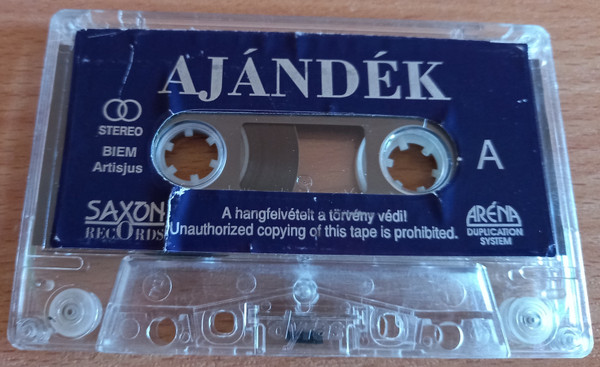 AJÁNDÉK
STEREO
BIEM
Artisjus
A
SAXON
RECORDS
A hangfelvételt a törvény védi!
Unauthorized copying of this tape is prohibited.
ARÉNA
DUPLICATION
SYSTEM